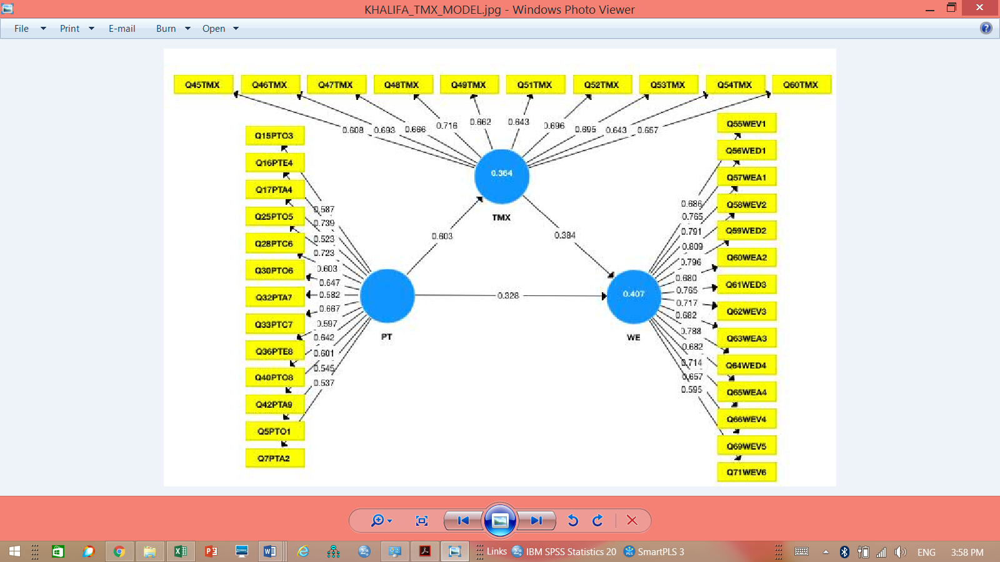 KHALIFA_TMX_MODEL.jpg - Windows Photo Viewer
File Print E-mail Burn Open
Q45TMX Q46TMX Q47TMX Q48TMX Q49TMX Q51TMX Q52TMX Q53TMX Q54TMX Q60TMX
0.608 0.693 0.666 0.716 0.662 0.643 0.696 0.695 0.643 0.657
Q15PTO3
Q16PTE4
Q17PTA4
Q25PTO5
Q28PTC6
Q30PTO6
Q32PTA7
Q33PTC7
Q36PTE8
Q40PTO8
Q42PTA9
Q5PTO1
Q7PTA2
0.587
0.739
0.523
0.723
0.603
0.647
0.582
0.667
0.597
0.642
0.601
0.545
0.537
0.364
TMX
0.603
0.384
0.328
PT
0.407
WE
0.686
0.765
0.791
0.809
0.796
0.680
0.765
0.717
0.682
0.788
0.682
0.714
0.657
0.595
Q55WEV1
Q56WED1
Q57WEA1
Q58WEV2
Q59WED2
Q60WEA2
Q61WED3
Q62WEV3
Q63WEA3
Q64WED4
Q65WEA4
Q66WEV4
Q69WEV5
Q71WEV6
Links IBM SPSS Statistics 20 SmartPLS 3 ENG 3:58 PM